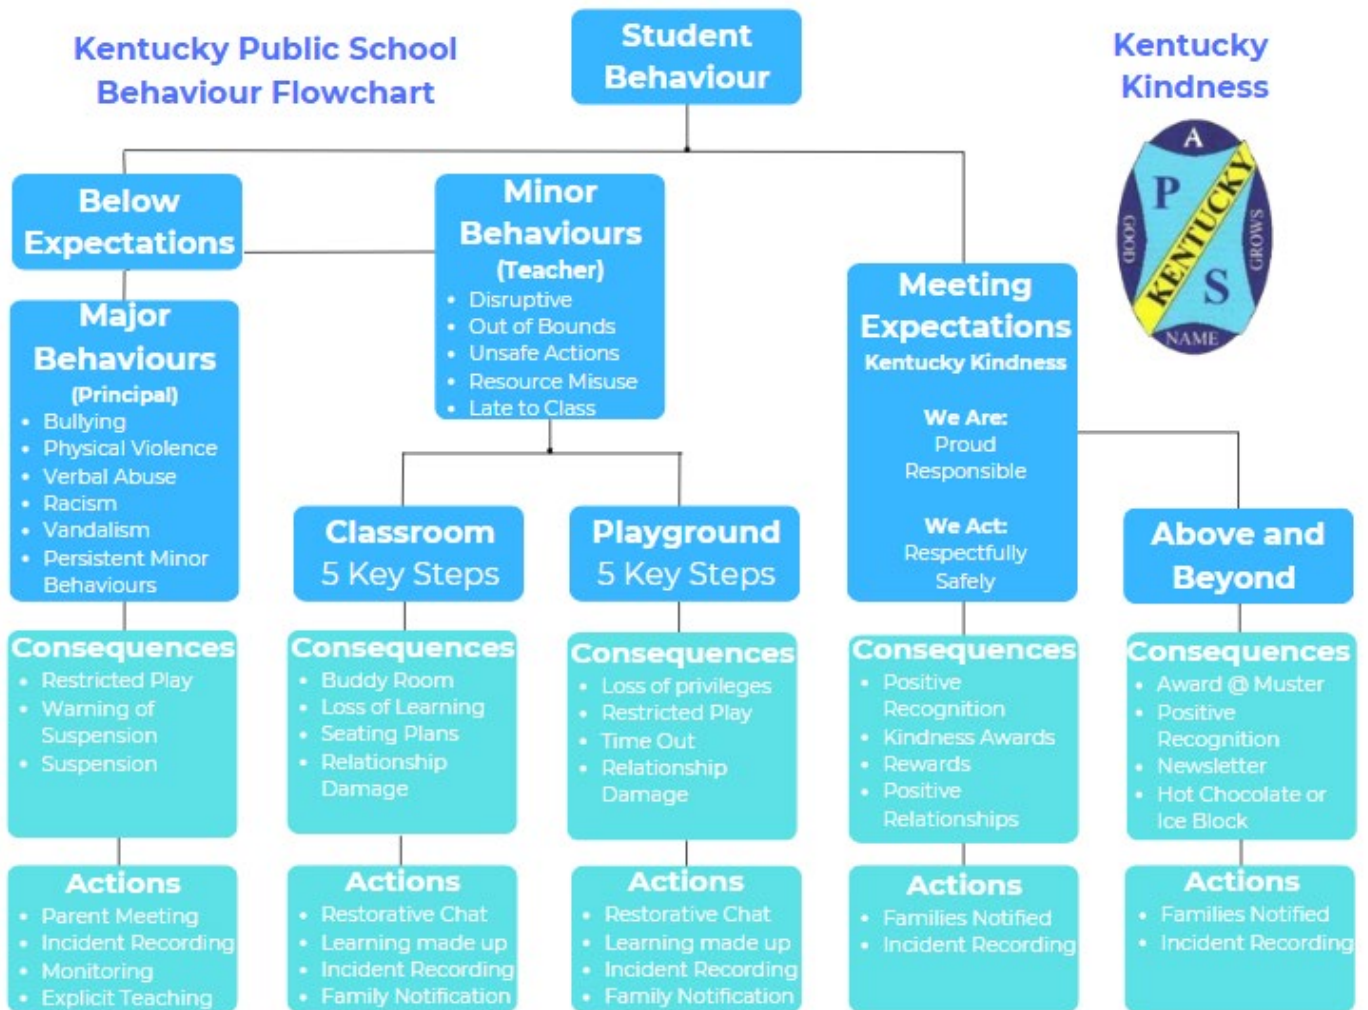 Kentucky Public School
Behaviour Flowchart
Student
Behaviour
Kentucky
Kindness
A
P
KENTUCKY
S
GOOD
GROWS
NAME
Below
Expectations
Minor
Behaviours
(Teacher)
• Disruptive
• Out of Bounds
• Unsafe Actions
• Resource Misuse
• Late to Class
Major
Behaviours
(Principal)
• Bullying
• Physical Violence
• Verbal Abuse
• Racism
• Vandalism
• Persistent Minor
Behaviours
Meeting
Expectations
Kentucky Kindness
We Are:
Proud
Responsible
We Act:
Respectfully
Safely
Classroom
5 Key Steps
Playground
5 Key Steps
Above and
Beyond
Consequences
• Restricted Play
• Warning of
Suspension
• Suspension
Consequences
• Buddy Room
• Loss of Learning
• Seating Plans
• Relationship
Damage
Consequences
• Loss of privileges
• Restricted Play
• Time Out
• Relationship
Damage
Consequences
• Positive
Recognition
• Kindness Awards
• Rewards
• Positive
Relationships
Consequences
• Award @ Muster
• Positive
Recognition
• Newsletter
• Hot Chocolate or
Ice Block
Actions
• Parent Meeting
• Incident Recording
• Monitoring
• Explicit Teaching
Actions
• Restorative Chat
• Learning made up
• Incident Recording
• Family Notification
Actions
• Restorative Chat
• Learning made up
• Incident Recording
• Family Notification
Actions
• Families Notified
• Incident Recording
Actions
• Families Notified
• Incident Recording